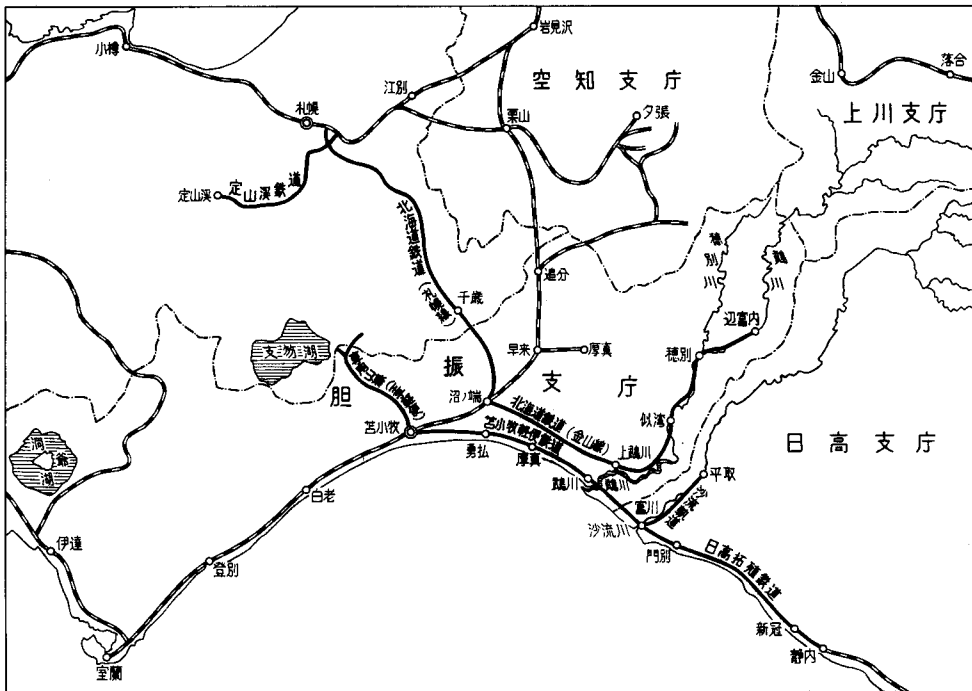 岩見沢
小樽
落合
金山
江別
空知支庁
札幌
栗山
夕張
上川支庁
定山渓
定山渓鉄道
北海道鉄道(札幌線)
穂別川
鵡川
追分
千歳
辺富内
支笏湖
早来
厚真
穂別
胆振支庁
沼ノ端
似湾
北海道鉄道(金山線)
苫小牧
苫小牧軽便鉄道
日高支庁
洞爺湖
勇払
厚真
上鵡川
平取
鵡川
鵡川
富川
沙流鉄道
白老
沙流川
門別
伊達
登別
日高拓殖鉄道
新冠
静内
室蘭